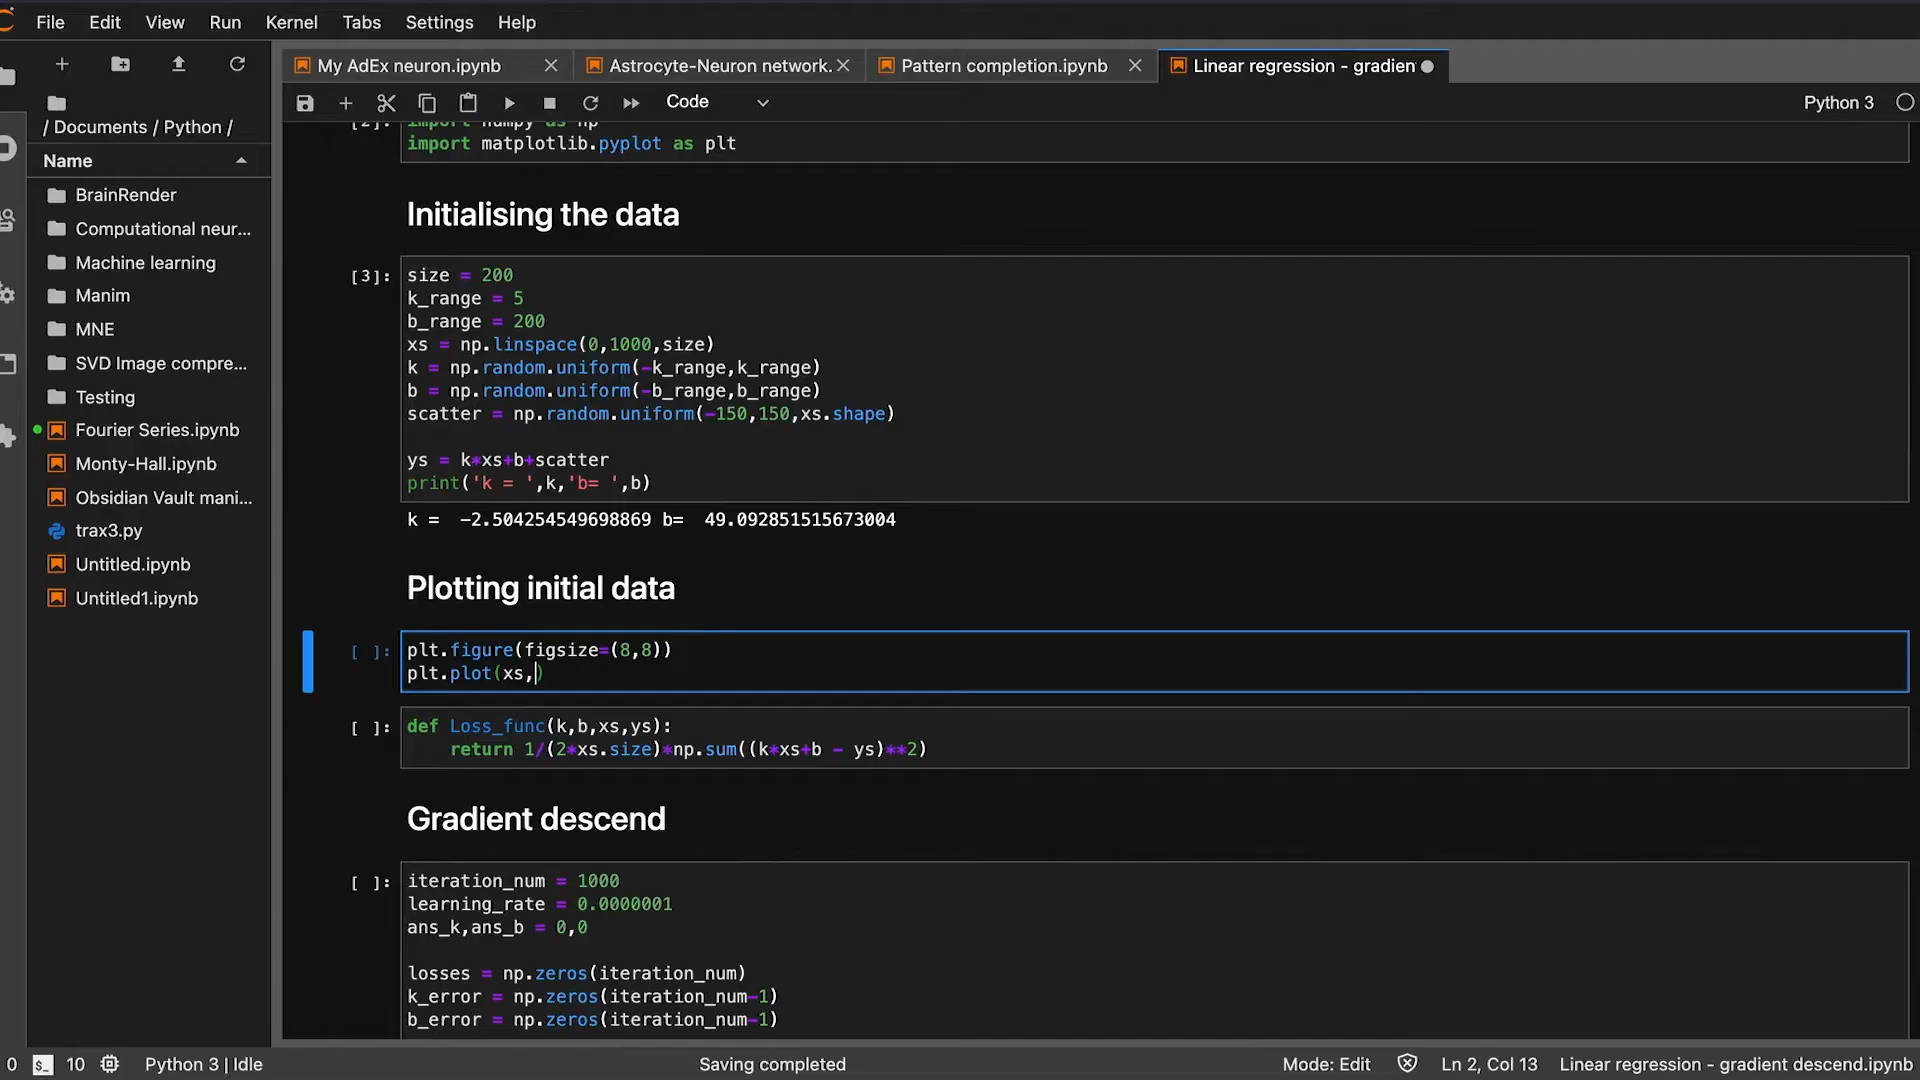 File Edit View Run Kernel Tabs Settings Help
My AdEx neuron.ipynb
Astrocyte-Neuron network.
Pattern completion.ipynb
Linear regression - gradien
Code
Python 3
/ Documents / Python /
Name
BrainRender
Computational neur...
Machine learning
Manim
MNE
SVD Image compre...
Testing
Fourier Series.ipynb
Monty-Hall.ipynb
Obsidian Vault mani...
trax3.py
Untitled.ipynb
Untitled1.ipynb
[2]: import numpy as np
import matplotlib.pyplot as plt
Initialising the data
[3]: size = 200
k_range = 5
b_range = 200
xs = np.linspace(0,1000,size)
k = np.random.uniform(-k_range,k_range)
b = np.random.uniform(-b_range,b_range)
scatter = np.random.uniform(-150,150,xs.shape)
ys = k*xs+b+scatter
print('k = ',k,'b= ',b)
k =  -2.504254549698869 b=  49.092851515673004
Plotting initial data
[ ]: plt.figure(figsize=(8,8))
plt.plot(xs,)
[ ]: def Loss_func(k,b,xs,ys):
return 1/(2*xs.size)*np.sum((k*xs+b - ys)**2)
Gradient descend
[ ]: iteration_num = 1000
learning_rate = 0.0000001
ans_k,ans_b = 0,0
losses = np.zeros(iteration_num)
k_error = np.zeros(iteration_num-1)
b_error = np.zeros(iteration_num-1)
0 $_ 10 Python 3 | Idle
Saving completed
Mode: Edit
Ln 2, Col 13
Linear regression - gradient descend.ipynb